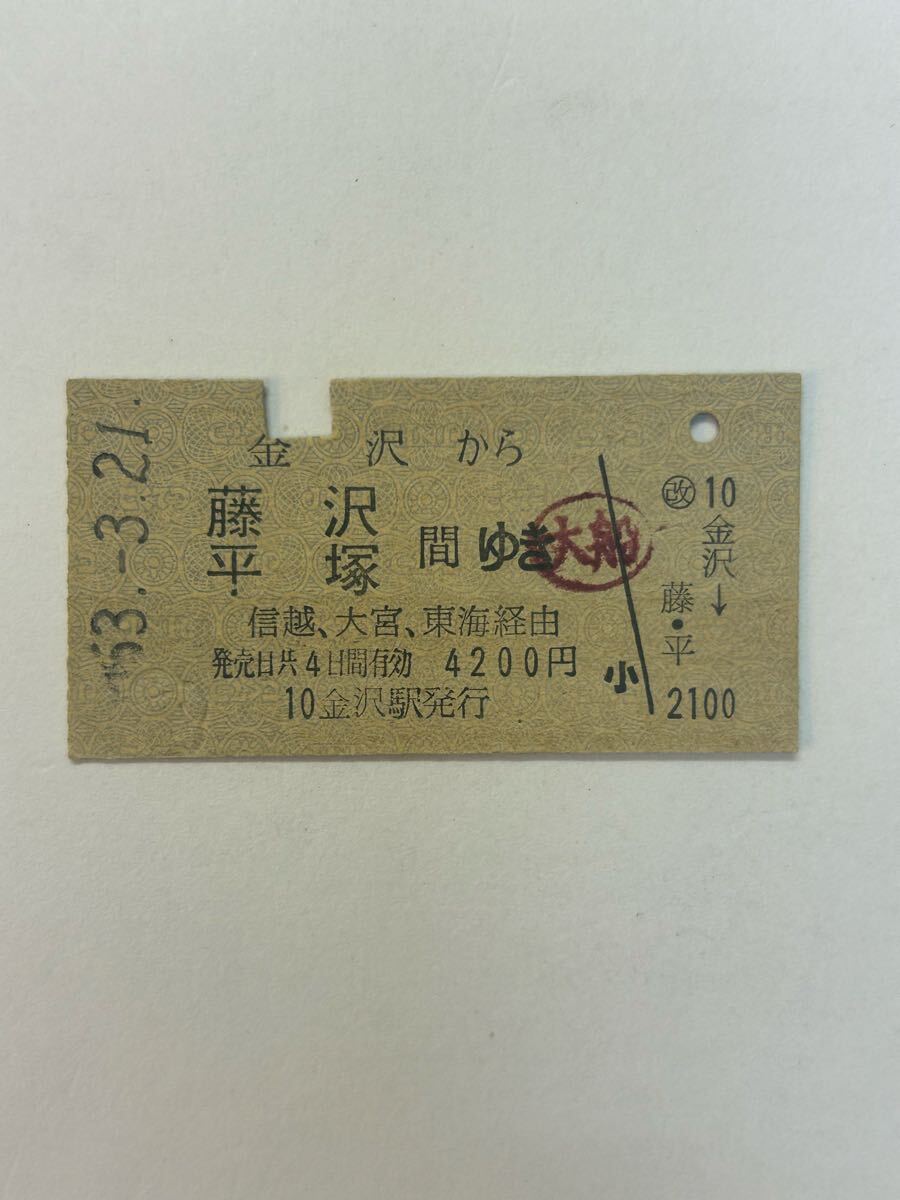 53.-3.21.
金沢から
藤沢
平塚
間ゆき
大船
信越、大宮、東海経由
発売日共4日間有効 4200円
10金沢駅発行
小
改 10
金沢→
藤・平
2100